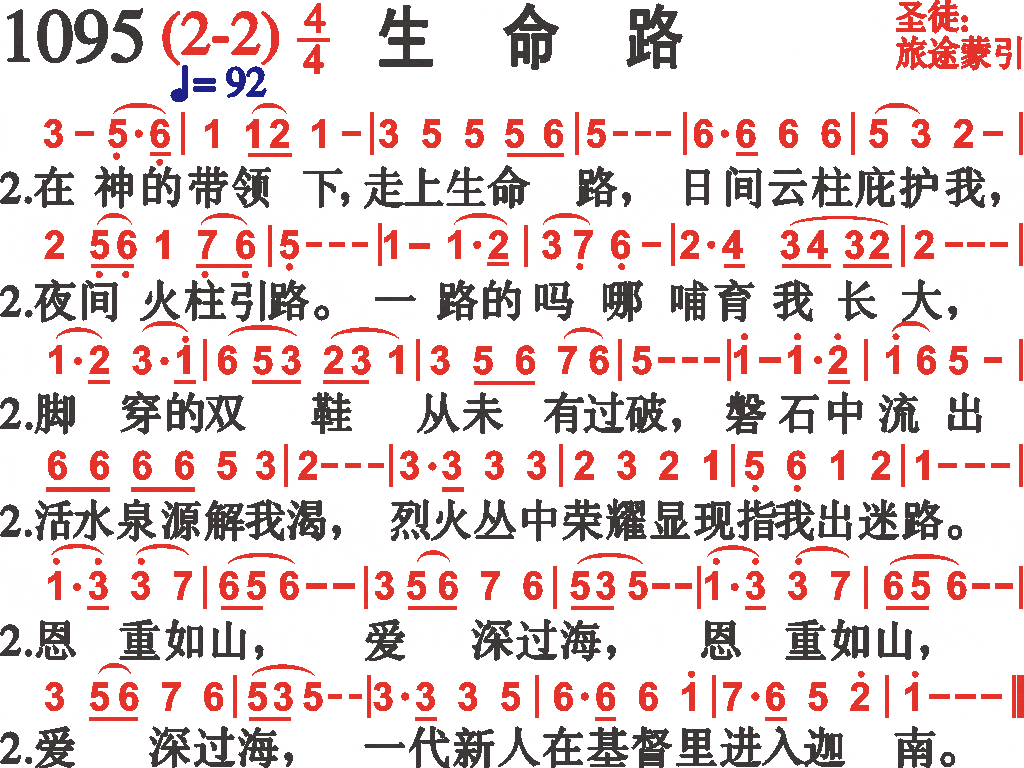 1095 (2-2) 4/4 生 命 路 圣徒:
♩= 92 旅途蒙引
3 - 5·6 | 1 12 1 - | 3 5 5 56 | 5 - - - | 6·6 6 6 | 5 3 2 - |
2.在 神的带领 下, 走上生命 路, 日间云柱庇护我,
2 56 1 76 | 5 - - - | 1 - 1·2 | 37 6 - | 2·4 34 32 | 2 - - - |
2.夜间 火柱引路。 一 路的吗 哪 哺育我 长 大,
1·2 3·1 | 6 53 23 1 | 3 5 6 76 | 5 - - - | 1 - 1·2 | 1 6 5 - |
2.脚 穿的双 鞋 从未 有过破, 磐石中流 出
6 6 6 6 5 3 | 2 - - - | 3·3 3 3 | 2 3 2 1 | 5 6 1 2 | 1 - - - |
2.活水泉源解我渴, 烈火丛中荣耀显现指我出迷路。
1·3 3 7 | 65 6 - - | 3 56 7 6 | 53 5 - - | 1·3 3 7 | 65 6 - - |
2.恩 重如山, 爱 深过海, 恩 重如山,
3 56 7 6 | 535 - - | 3·3 3 5 | 6·6 6 1 | 7·6 5 2 | 1 - - - ‖
2.爱 深过海, 一代新人在基督里进入迦 南。